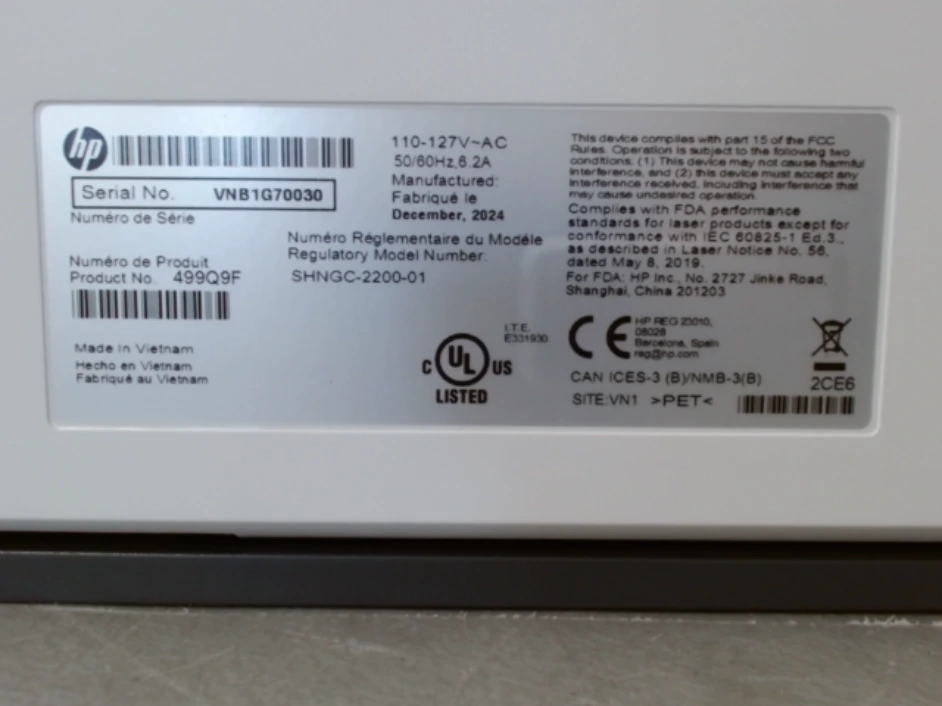 hp
Serial No. VNB1G70030
Numéro de Série
Numéro de Produit
Product No. 499Q9F
Made in Vietnam
Hecho en Vietnam
Fabriqué au Vietnam
110-127V~AC
50/60Hz,6.2A
Manufactured:
Fabriqué le
December, 2024
Numéro Réglementaire du Modéle
Regulatory Model Number:
SHNGC-2200-01
I.T.E.
E331930
C UL US
LISTED
This device complies with part 15 of the FCC
Rules. Operation is subject to the following two
conditions. (1) This device may not cause harmful
interference, and (2) this device must accept any
interference received, including interference that
may cause undesired operation.
Complies with FDA performance
standards for laser products except for
conformance with IEC 60825-1 Ed.3.,
as described in Laser Notice No. 56,
dated May 8, 2019.
For FDA: HP Inc., No. 2727 Jinke Road,
Shanghai, China 201203
CE
HP REG 23010,
08028
Barcelona, Spain
reg@hp.com
CAN ICES-3 (B)/NMB-3(B)
SITE:VN1 >PET<
2CE6